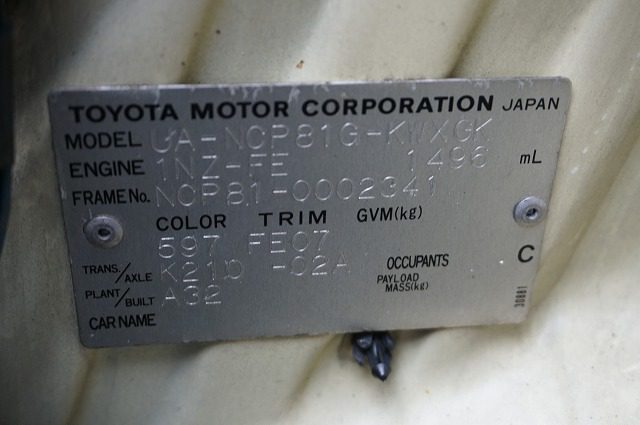 TOYOTA MOTOR CORPORATION JAPAN
MODEL UA-NCP81G-KWXGK
ENGINE 1NZ-FE 1496 mL
FRAME No. NCP81-0002341
COLOR TRIM GVM(kg)
597 FE07
TRANS./AXLE K210 -02A OCCUPANTS C
PLANT/BUILT A32 PAYLOAD MASS(kg)
CAR NAME
30881